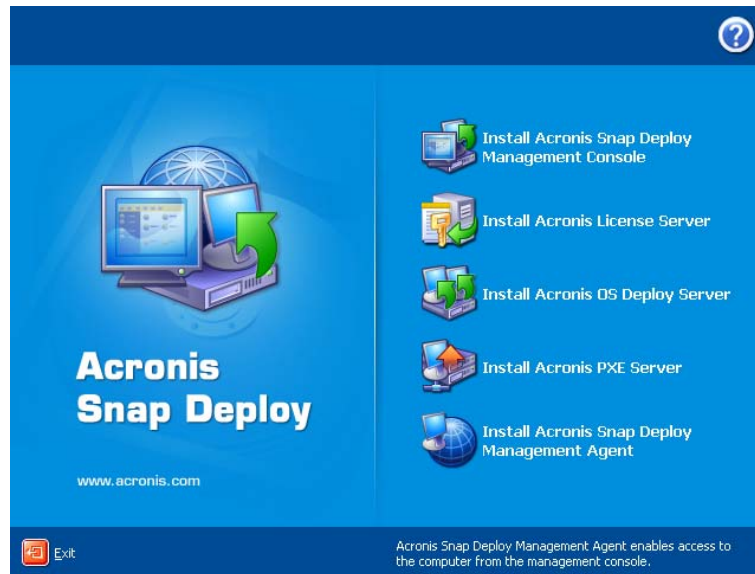 Install Acronis Snap Deploy
Management Console
Install Acronis License Server
Install Acronis OS Deploy Server
Install Acronis PXE Server
Install Acronis Snap Deploy
Management Agent
Acronis
Snap Deploy
www.acronis.com
Exit
Acronis Snap Deploy Management Agent enables access to
the computer from the management console.